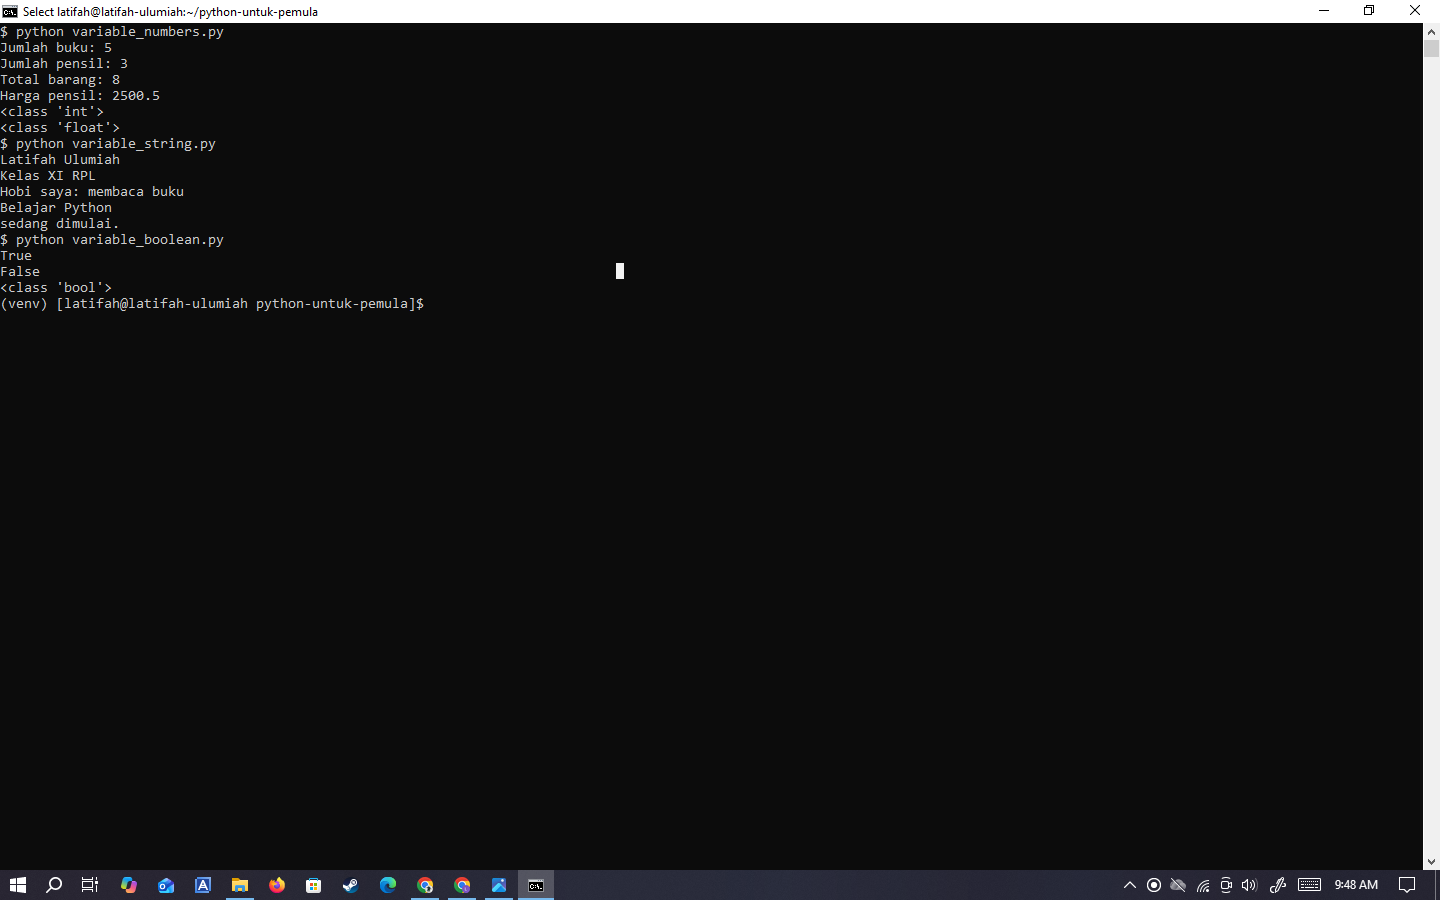 Select latifah@latifah-ulumiah:~/python-untuk-pemula
$ python variable_numbers.py
Jumlah buku: 5
Jumlah pensil: 3
Total barang: 8
Harga pensil: 2500.5
<class 'int'>
<class 'float'>
$ python variable_string.py
Latifah Ulumiah
Kelas XI RPL
Hobi saya: membaca buku
Belajar Python
sedang dimulai.
$ python variable_boolean.py
True
False
<class 'bool'>
(venv) [latifah@latifah-ulumiah python-untuk-pemula]$
9:48 AM